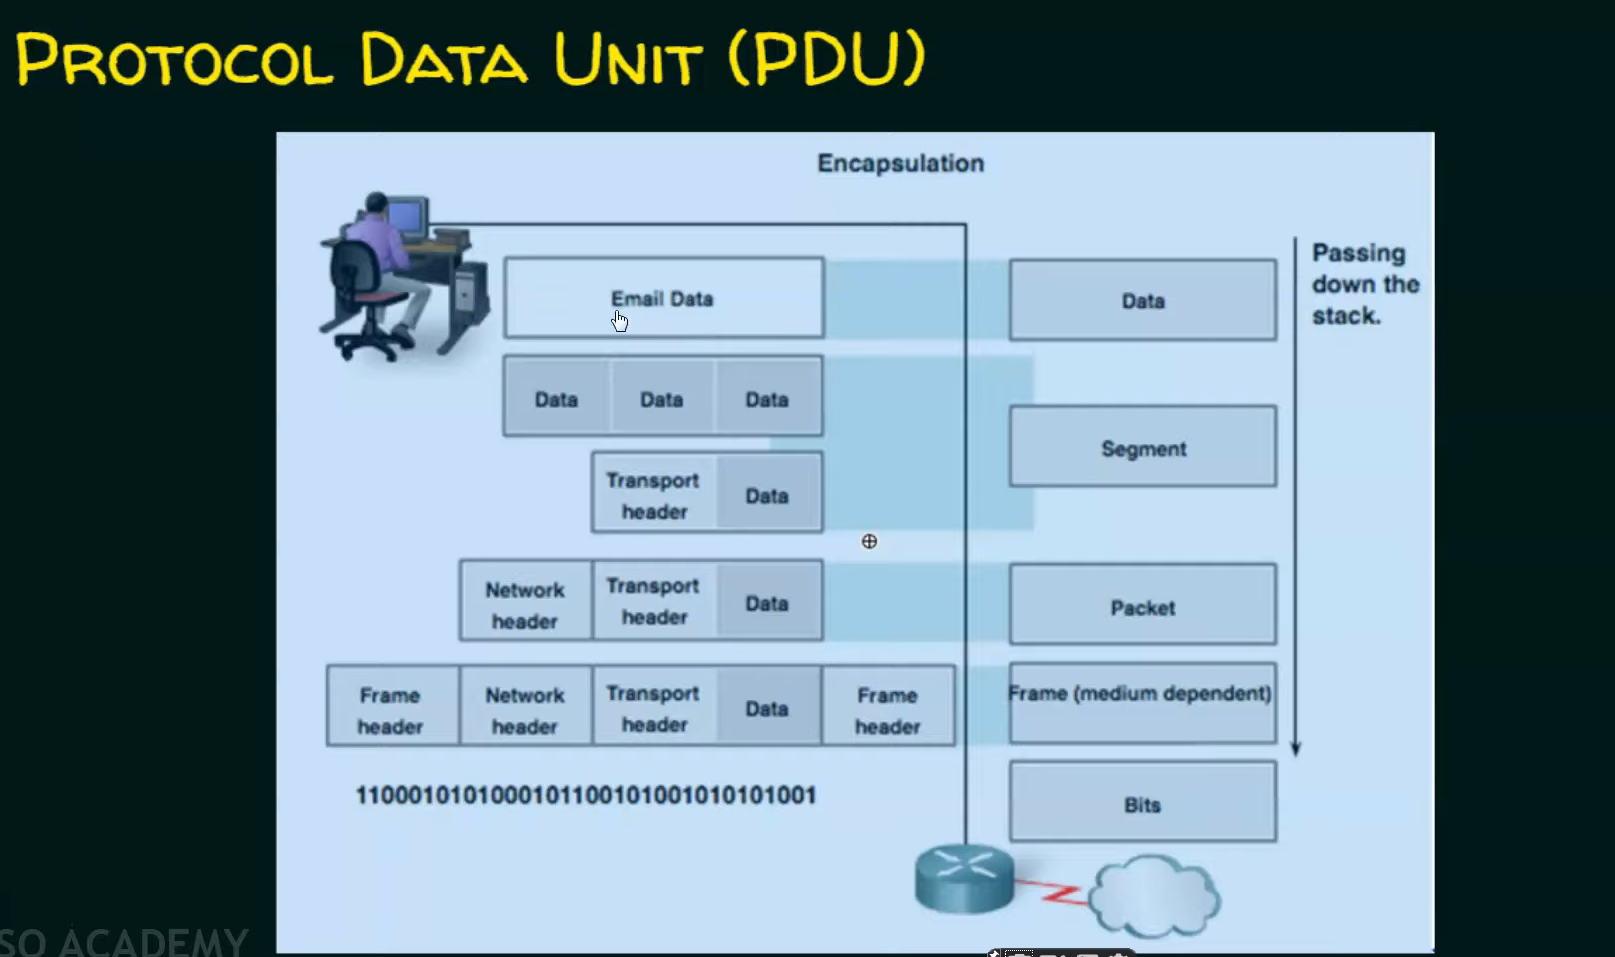 PROTOCOL DATA UNIT (PDU)
Encapsulation
Passing
down the
stack.
Email Data
Data
Data Data Data
Segment
Transport
header
Data
Network
header
Transport
header
Data
Packet
Frame
header
Network
header
Transport
header
Data
Frame
header
Frame (medium dependent)
1100010101000101100101001010101001
Bits
SO ACADEMY